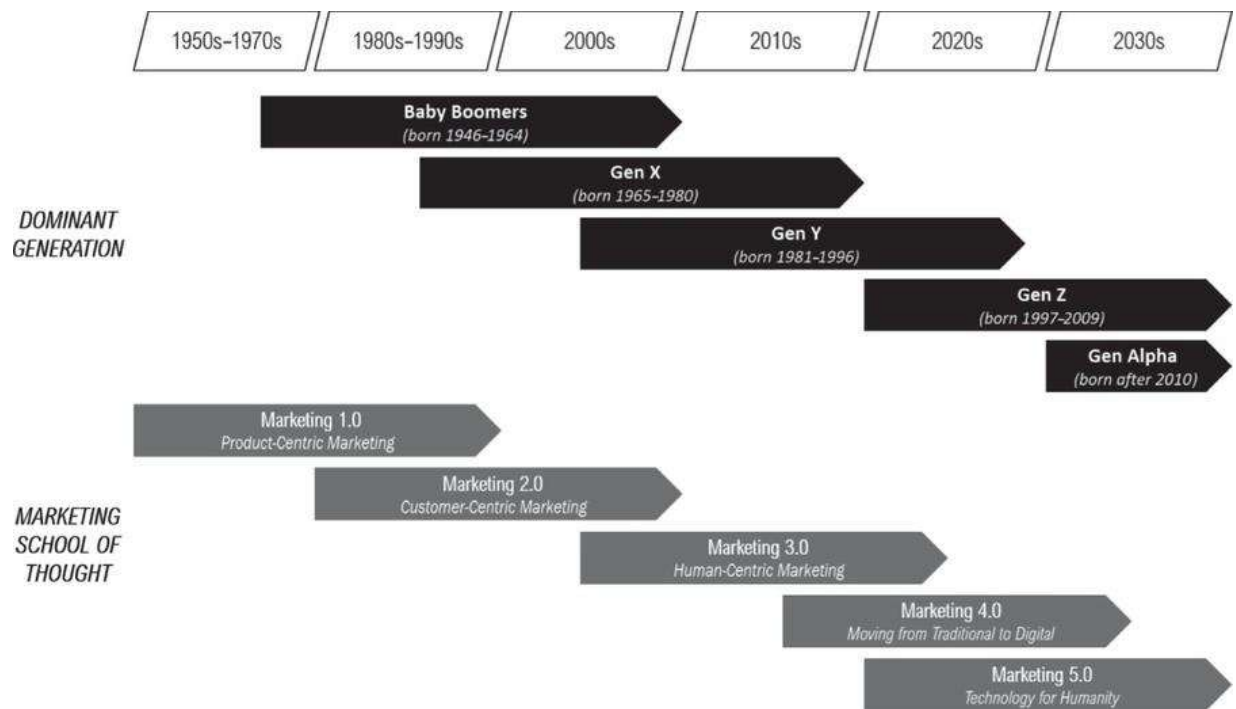 1950s–1970s
1980s–1990s
2000s
2010s
2020s
2030s
Baby Boomers
(born 1946–1964)
Gen X
(born 1965–1980)
DOMINANT
GENERATION
Gen Y
(born 1981–1996)
Gen Z
(born 1997–2009)
Gen Alpha
(born after 2010)
Marketing 1.0
Product-Centric Marketing
Marketing 2.0
Customer-Centric Marketing
MARKETING
SCHOOL OF
THOUGHT
Marketing 3.0
Human-Centric Marketing
Marketing 4.0
Moving from Traditional to Digital
Marketing 5.0
Technology for Humanity